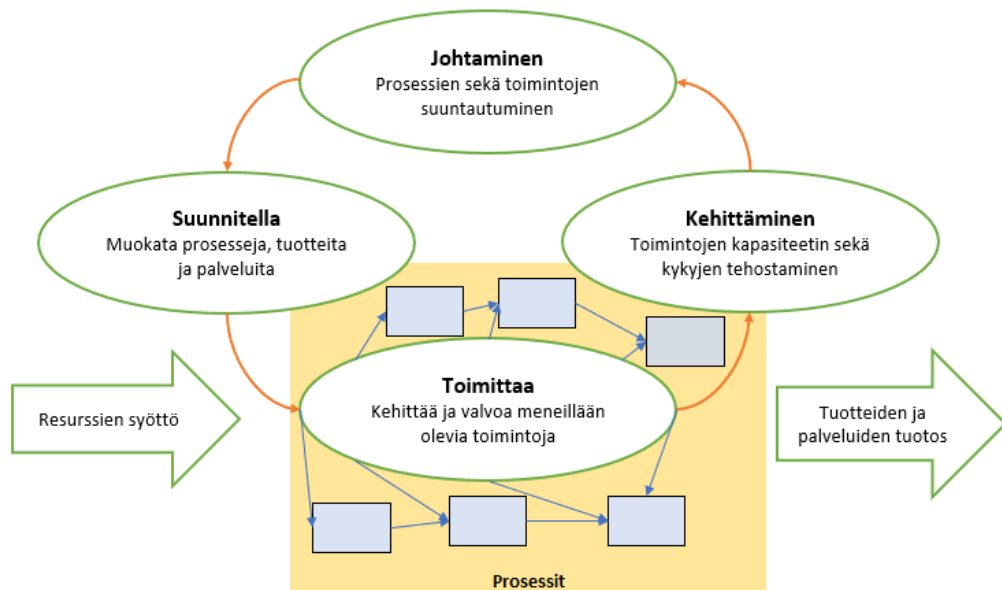 Johtaminen
Prosessien sekä toimintojen
suuntautuminen
Suunnitella
Muokata prosesseja, tuotteita
ja palveluita
Kehittäminen
Toimintojen kapasiteetin sekä
kykyjen tehostaminen
Toimittaa
Kehittää ja valvoa meneillään
olevia toimintoja
Resurssien syöttö
Tuotteiden ja
palveluiden tuotos
Prosessit